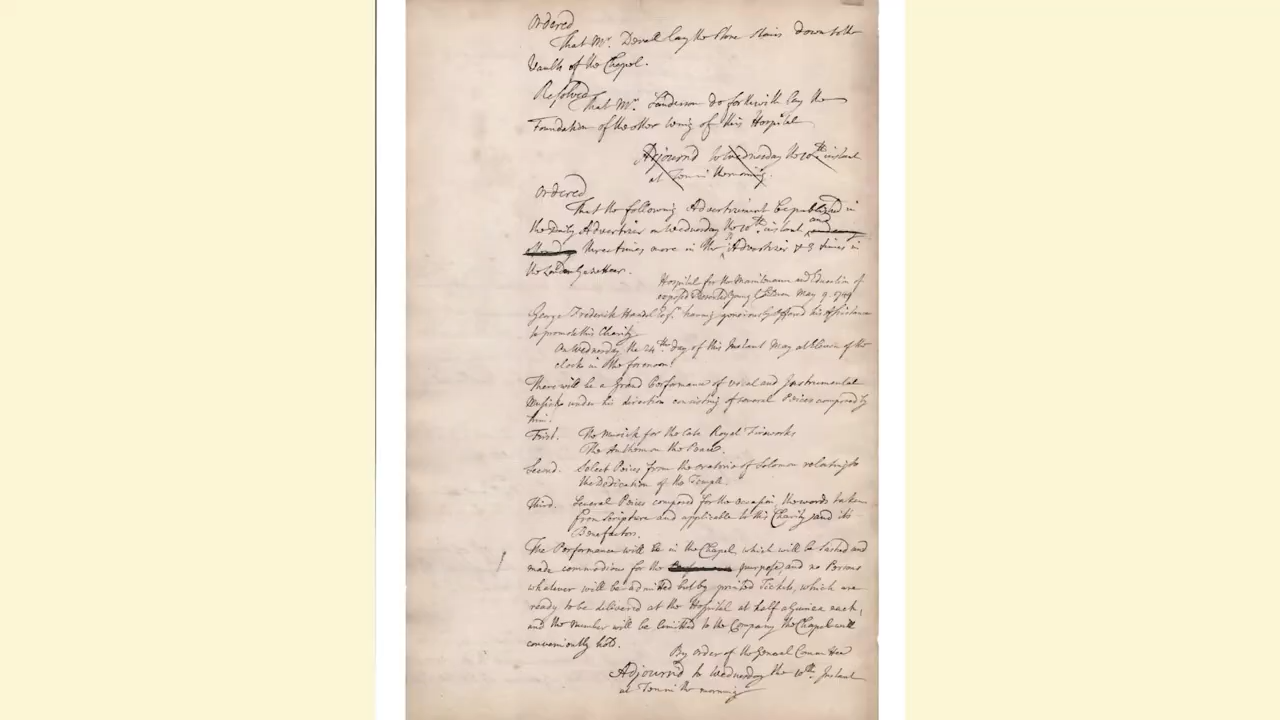 Ordered
That Mr. Devall lay the Stone Stairs down to the
Vaults of the Chapel.
Resolved
That Mr. Sanderson do forthwith lay the
Foundation of the other wing of this Hospital
Adjournd to Wednesday the 10th instant
at Ten in the morning.
Ordered
That the following Advertisment be published in
the Daily Advertiser on Wednesday the 10th instant, and
three times more in the Advertiser & 3 times in
the London Gazetteer.
Hospital for the Maintenance and Education of
exposed & deserted young Children May 9. 1749
George Frederick Handel Esqr. having generously offered his Assistance
to promote this Charity
On Wednesday the 24th day of this Instant May at Eleven of the
clock in the forenoon.
There will be a Grand Performance of vocal and Instrumental
Musick under his direction consisting of several Peices composed by
him.
First. The Musick for the late Royal Fireworks
The Anthem on the Peace.
Second. Select Peices from the oratorio of Solomon relating to
the Dedication of the Temple.
Third. Several Peices composed for the occasion, the words taken
from Scripture and applicable to this Charity and its
Benefactors.
The Performance will be in the Chapel, which will be Sashed and
made commodious for the purpose, and no Persons
whatever will be admitted but by printed Tickets, which are
ready to be delivered at the Hospital at half a Guinea each,
and the Number will be limitted to the Company the Chapel will
conveniently hold.
By Order of the General Committee
Adjourn'd to Wednesday the 10th. Instant
at Ten in the morning